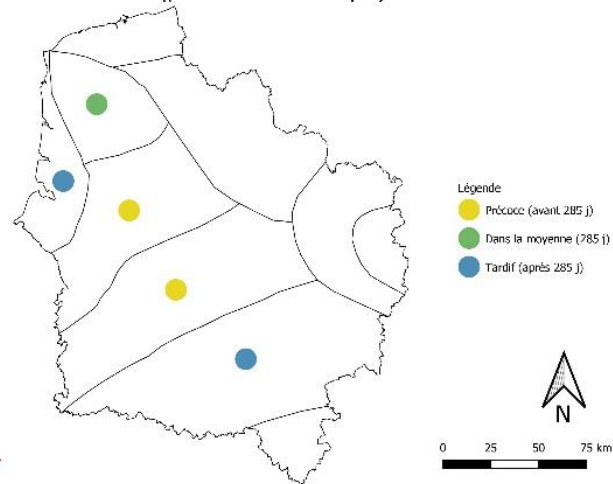 Légende
Précoce (avant 285 j)
Dans la moyenne (285 j)
Tardif (après 285 j)
N
0 25 50 75 km